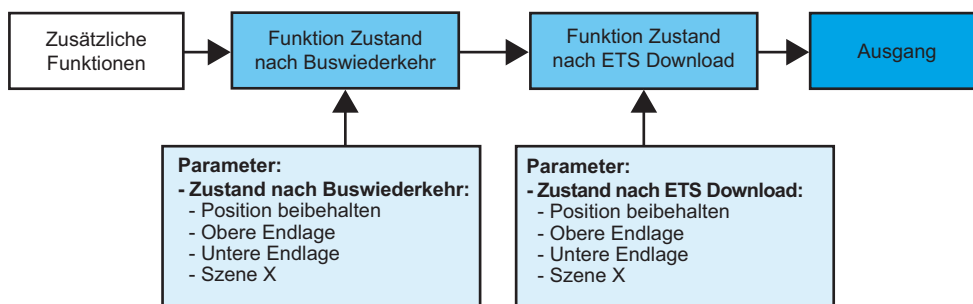 Zusätzliche
Funktionen
Funktion Zustand
nach Buswiederkehr
Funktion Zustand
nach ETS Download
Ausgang
Parameter:
- Zustand nach Buswiederkehr:
- Position beibehalten
- Obere Endlage
- Untere Endlage
- Szene X
Parameter:
- Zustand nach ETS Download:
- Position beibehalten
- Obere Endlage
- Untere Endlage
- Szene X